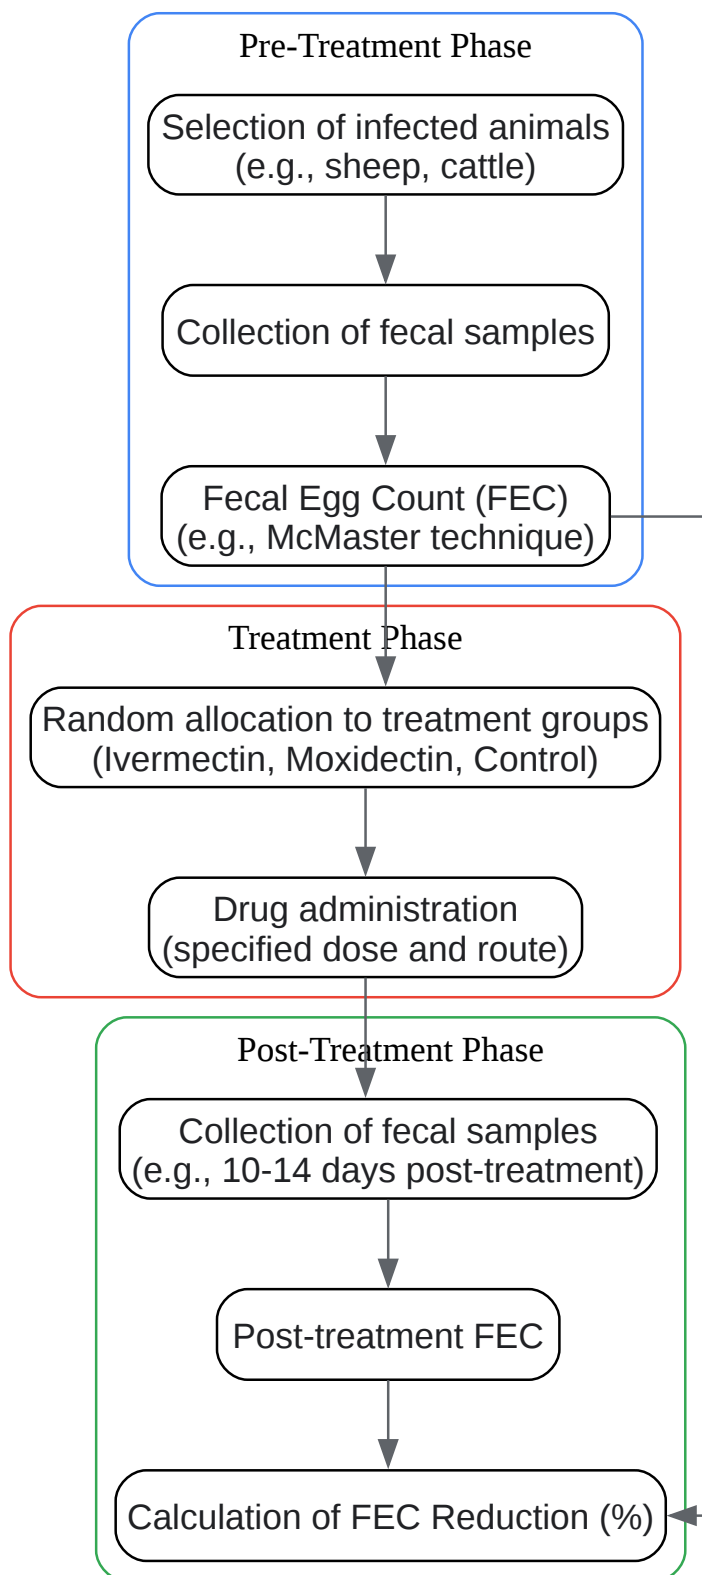 Pre-Treatment Phase
Selection of infected animals
(e.g., sheep, cattle)
Collection of fecal samples
Fecal Egg Count (FEC)
(e.g., McMaster technique)
Treatment Phase
Random allocation to treatment groups
(Ivermectin, Moxidectin, Control)
Drug administration
(specified dose and route)
Post-Treatment Phase
Collection of fecal samples
(e.g., 10-14 days post-treatment)
Post-treatment FEC
Calculation of FEC Reduction (%)